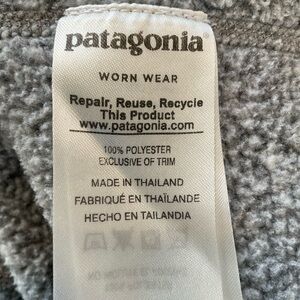 patagonia®
WORN WEAR
Repair, Reuse, Recycle
This Product
www.patagonia.com
100% POLYESTER
EXCLUSIVE OF TRIM
MADE IN THAILAND
FABRIQUÉ EN THAÏLANDE
HECHO EN TAILANDIA